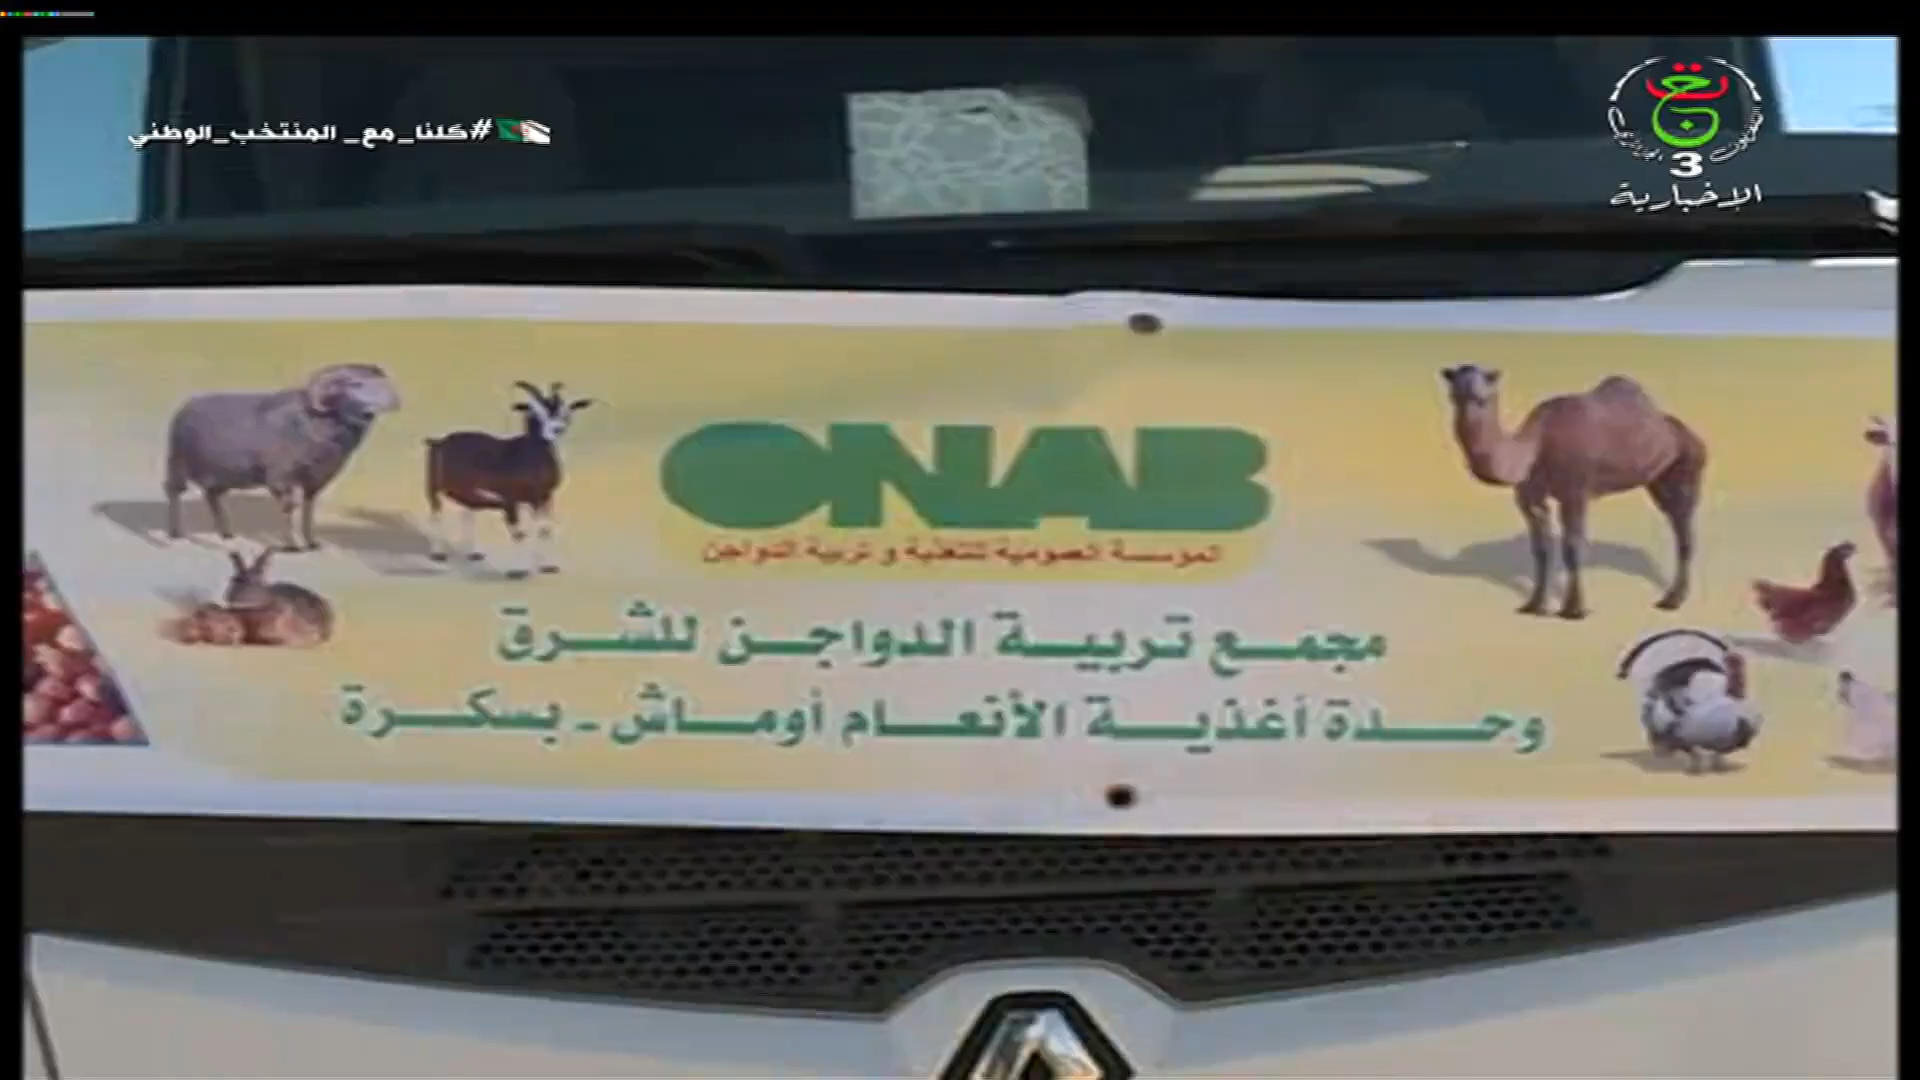 #كلنا_مع_المنتخب_الوطني
3
الإخبارية
ONAB
المؤسسة العمومية للتغذية و تربية الدواجن
مجمع تربية الدواجن للشرق
وحدة أغذية الأنعام أوماش - بسكرة